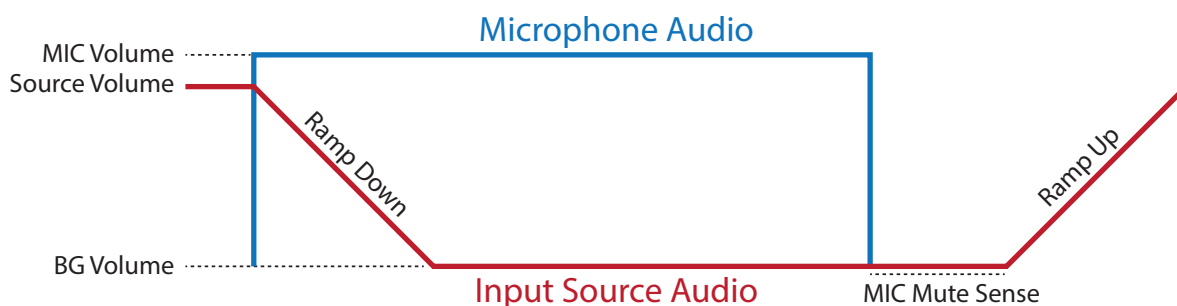 Microphone Audio
MIC Volume
Source Volume
Ramp Down
Ramp Up
BG Volume
Input Source Audio
MIC Mute Sense